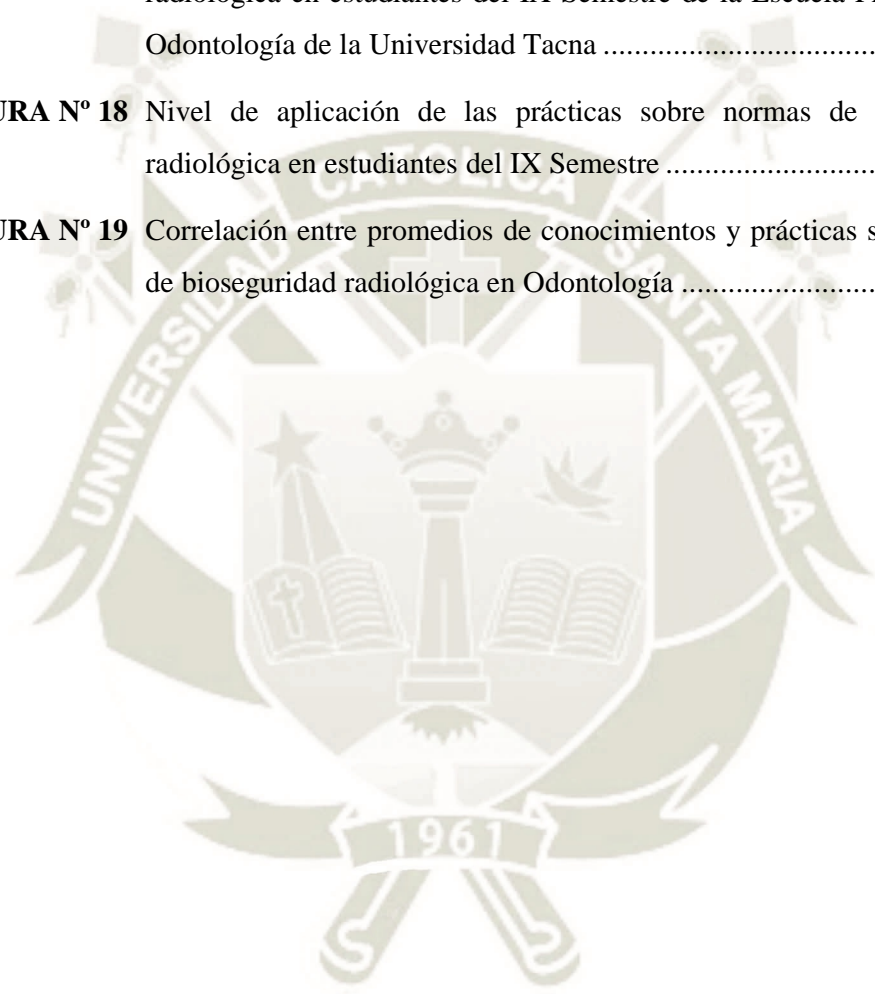 radiológica en estudiantes del IX Semestre de la Escuela
Odontología de la Universidad Tacna ...................................
URA Nº 18 Nivel de aplicación de las prácticas sobre normas de
radiológica en estudiantes del IX Semestre ...........................
URA Nº 19 Correlación entre promedios de conocimientos y prácticas
de bioseguridad radiológica en Odontología .........................
UNIVERSIDAD CATOLICA SANTA MARIA
1961